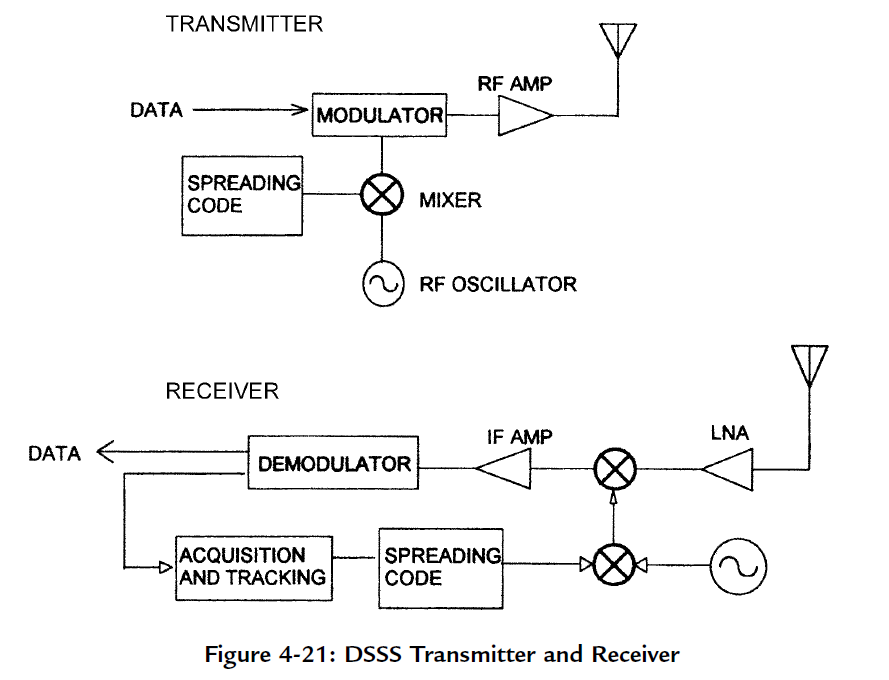 TRANSMITTER
RF AMP
DATA
MODULATOR
SPREADING
CODE
MIXER
RF OSCILLATOR
RECEIVER
LNA
IF AMP
DATA
DEMODULATOR
ACQUISITION
AND TRACKING
SPREADING
CODE
Figure 4-21: DSSS Transmitter and Receiver